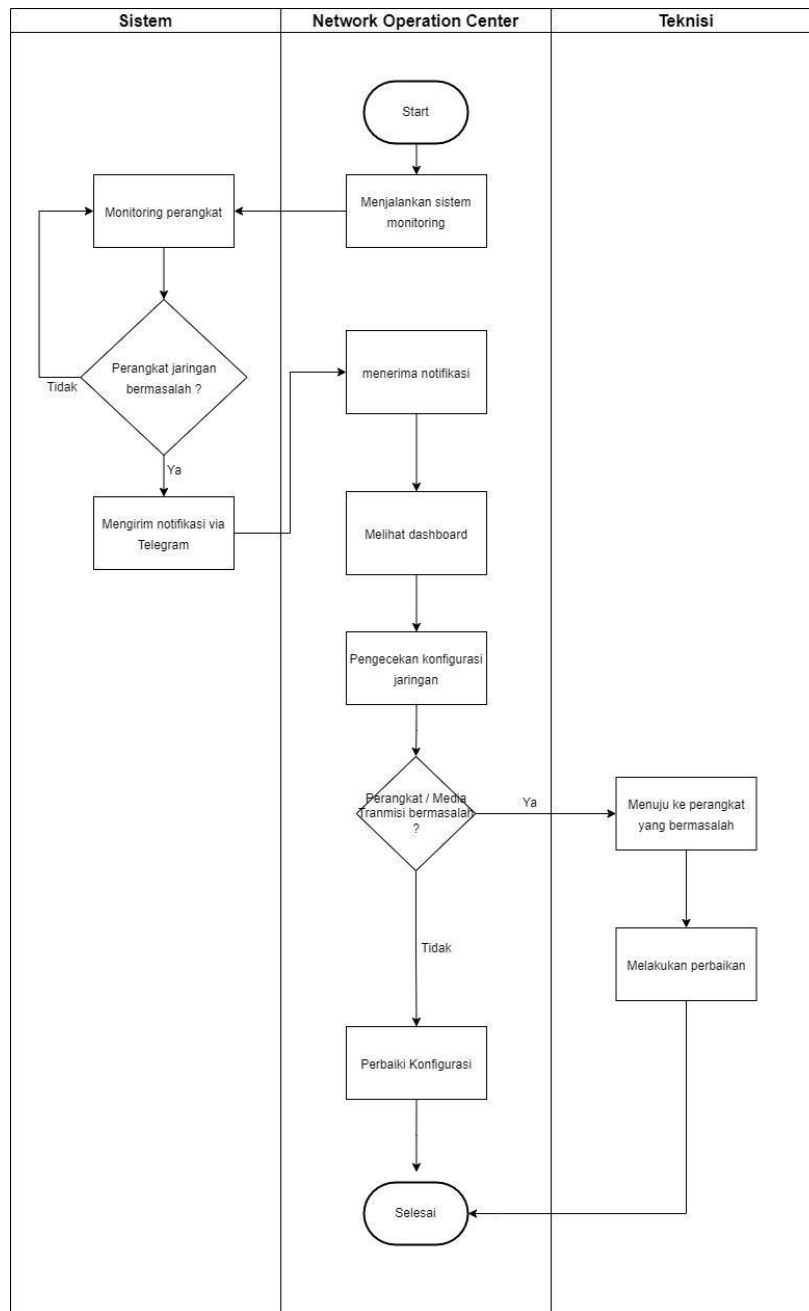 Sistem
Network Operation Center
Teknisi
Start
Menjalankan sistem
monitoring
Monitoring perangkat
Perangkat jaringan
bermasalah ?
Tidak
Ya
Mengirim notifikasi via
Telegram
menerima notifikasi
Melihat dashboard
Pengecekan konfigurasi
jaringan
Perangkat / Media
Tranmisi bermasalah
?
Ya
Menuju ke perangkat
yang bermasalah
Melakukan perbaikan
Tidak
Perbaiki Konfigurasi
Selesai